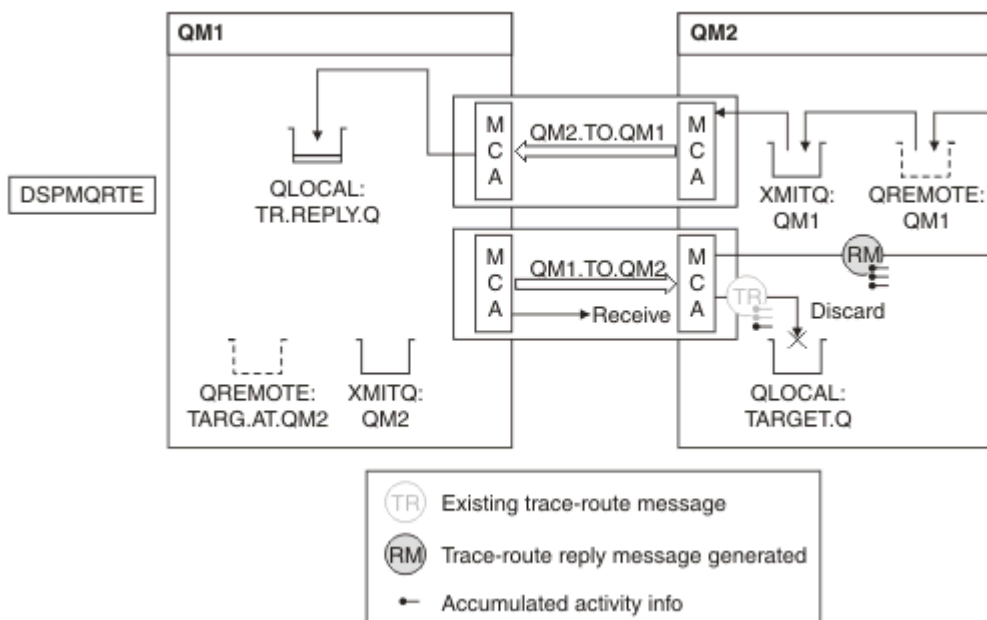 QM1
QM2
DSPMQRTE
M
C
A
QM2.TO.QM1
M
C
A
QLOCAL:
TR.REPLY.Q
XMITQ:
QM1
QREMOTE:
QM1
M
C
A
QM1.TO.QM2
Receive
M
C
A
RM
TR
Discard
QREMOTE:
TARG.AT.QM2
XMITQ:
QM2
QLOCAL:
TARGET.Q
TR Existing trace-route message
RM Trace-route reply message generated
Accumulated activity info